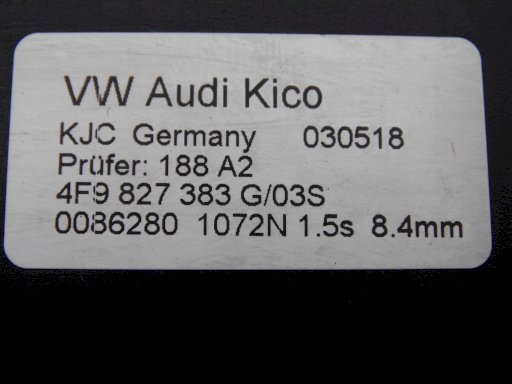 VW Audi Kico
KJC Germany 030518
Prüfer: 188 A2
4F9 827 383 G/03S
0086280 1072N 1.5s 8.4mm